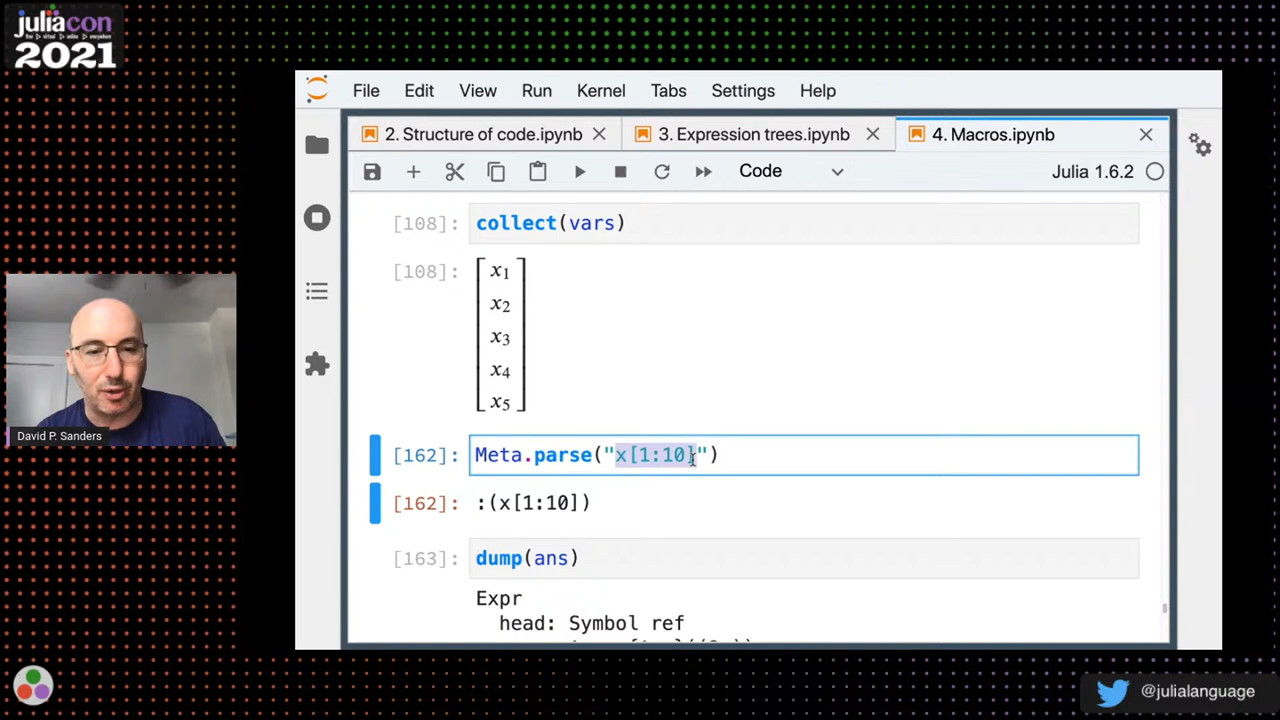 juliacon
2021
File Edit View Run Kernel Tabs Settings Help
2. Structure of code.ipynb 3. Expression trees.ipynb 4. Macros.ipynb
Code Julia 1.6.2
[108]: collect(vars)
[108]: x1
x2
x3
x4
x5
[162]: Meta.parse("x[1:10]")
[162]: :(x[1:10])
[163]: dump(ans)
Expr
head: Symbol ref
David P. Sanders
@julialanguage